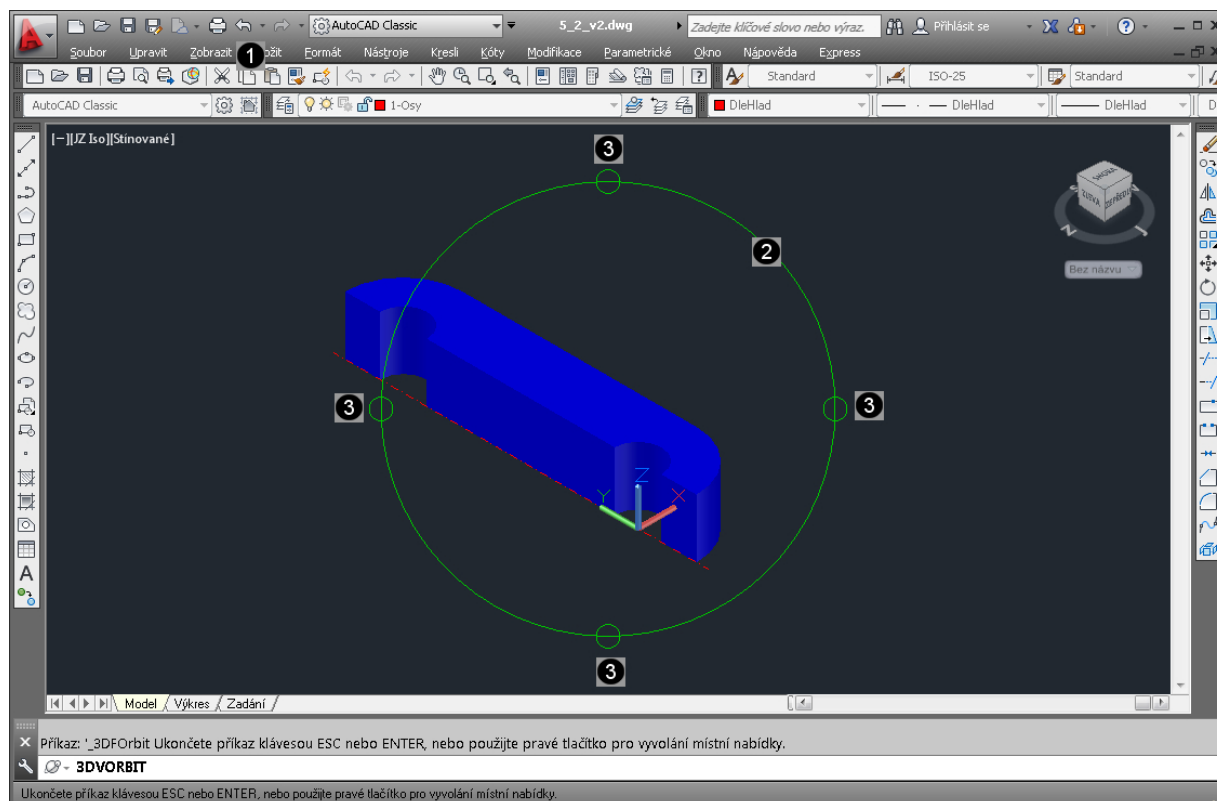 AutoCAD Classic 5_2_v2.dwg Zadejte klíčové slovo nebo výraz. Přihlásit se
Soubor Upravit Zobrazit 1 Formát Nástroje Kresli Kóty Modifikace Parametrické Okno Nápověda Express
Standard ISO-25 Standard
AutoCAD Classic 1-Osy DleHlad DleHlad DleHlad
[−][JZ Iso][Stínované]
3
2
Bez názvu
3 3
Z
Y X
3
Model Výkres Zadání
Příkaz: '_3DFOrbit Ukončete příkaz klávesou ESC nebo ENTER, nebo použijte pravé tlačítko pro vyvolání místní nabídky.
3DVORBIT
Ukončete příkaz klávesou ESC nebo ENTER, nebo použijte pravé tlačítko pro vyvolání místní nabídky.